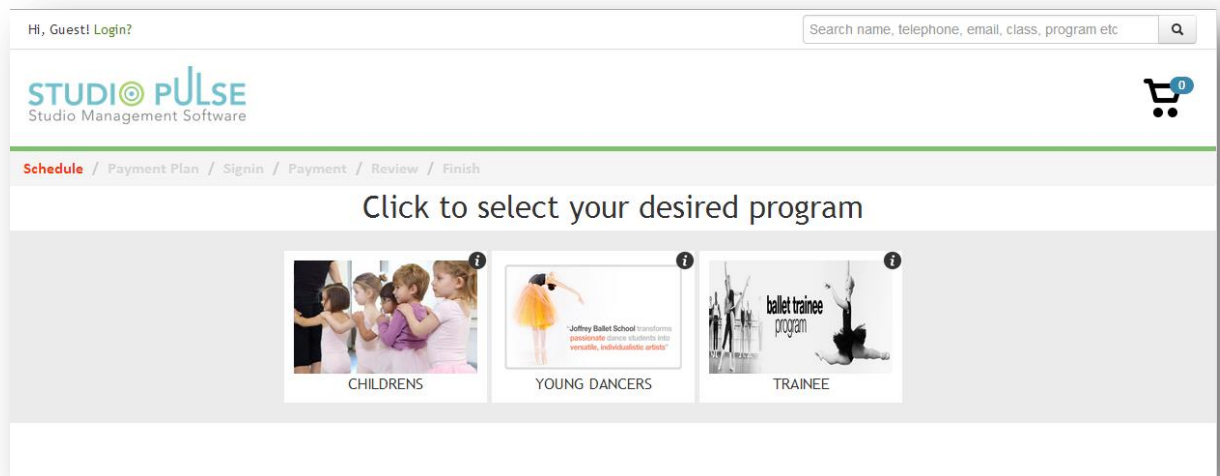 Hi, Guest! Login?
Search name, telephone, email, class, program etc
STUDIO PULSE
Studio Management Software
0
Schedule / Payment Plan / Signin / Payment / Review / Finish
Click to select your desired program
i
i
i
"Joffrey Ballet School transforms
passionate dance students into
versatile, individualistic artists"
ballet trainee
program
CHILDRENS
YOUNG DANCERS
TRAINEE